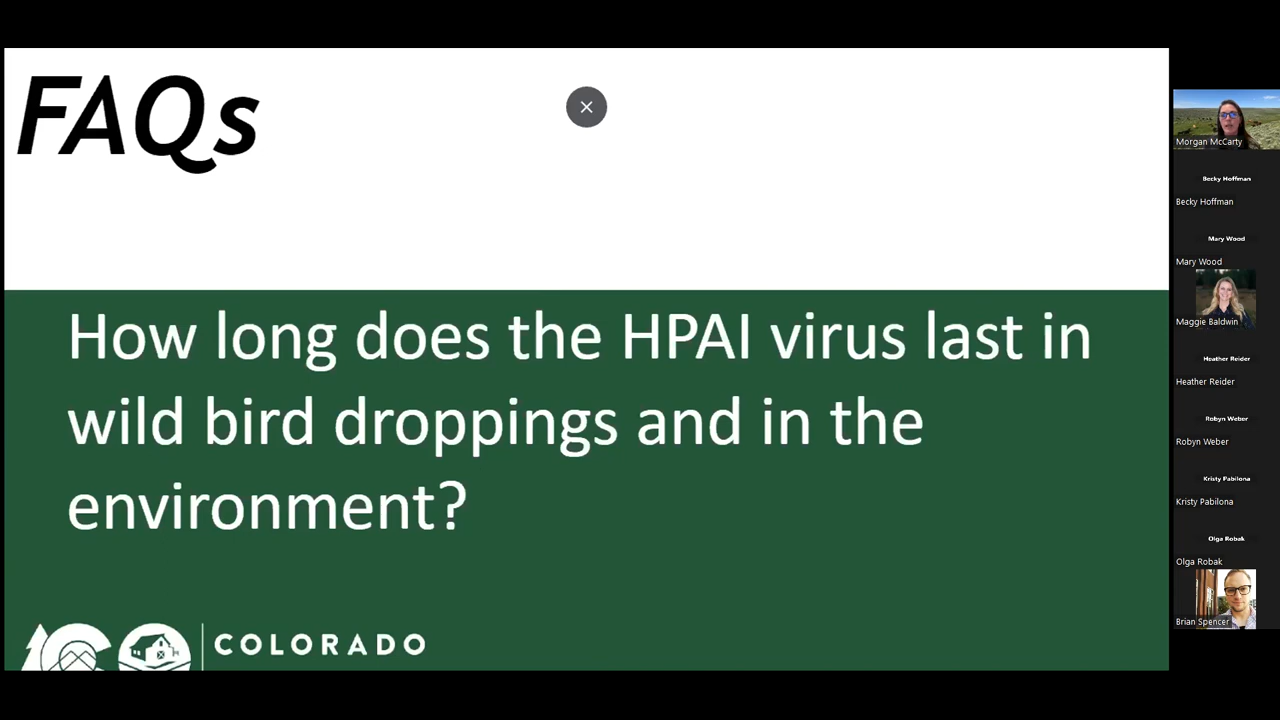 FAQs
How long does the HPAI virus last in
wild bird droppings and in the
environment?
COLORADO
Morgan McCarty
Becky Hoffman
Becky Hoffman
Mary Wood
Mary Wood
Maggie Baldwin
Heather Reider
Heather Reider
Robyn Weber
Robyn Weber
Kristy Pabilona
Kristy Pabilona
Olga Robak
Olga Robak
Brian Spencer